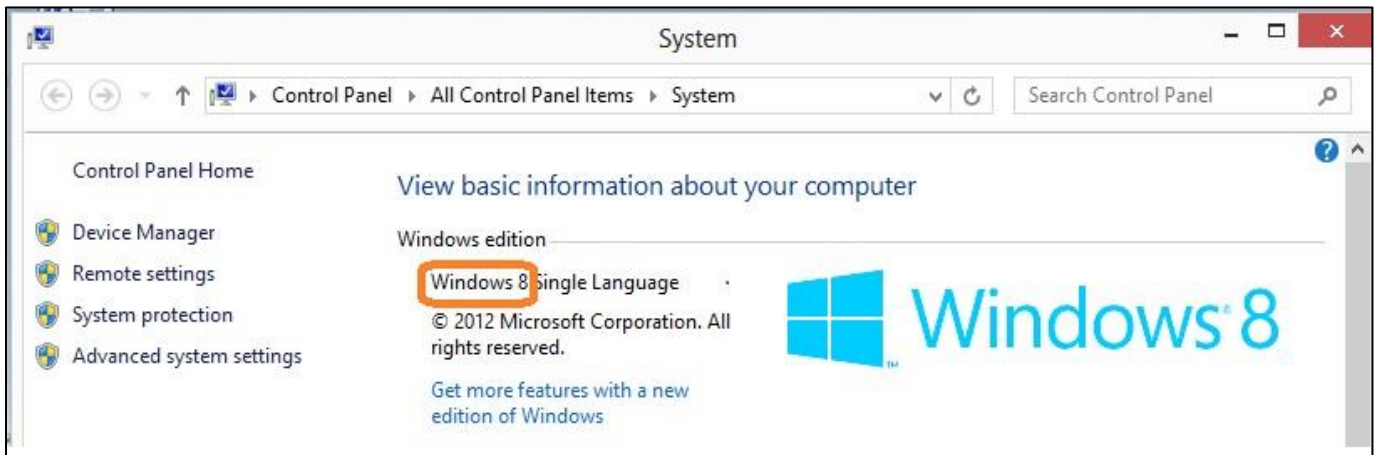 System
Control Panel All Control Panel Items System
Search Control Panel
Control Panel Home
Device Manager
Remote settings
System protection
Advanced system settings
View basic information about your computer
Windows edition
Windows 8 Single Language
© 2012 Microsoft Corporation. All
rights reserved.
Get more features with a new
edition of Windows
Windows 8